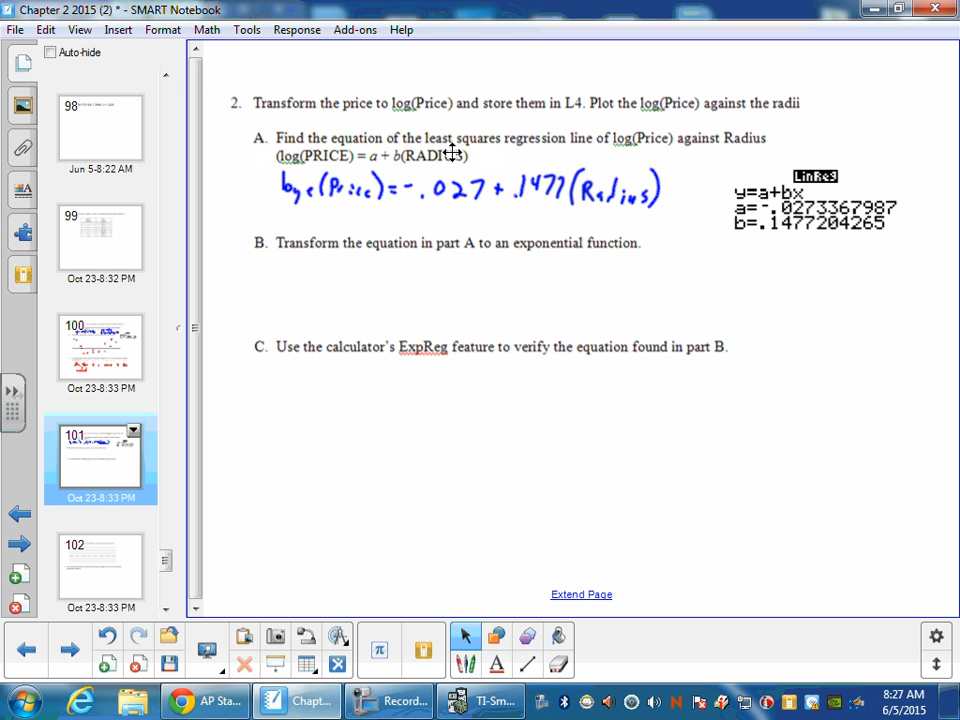 Chapter 2 2015 (2) * - SMART Notebook
File Edit View Insert Format Math Tools Response Add-ons Help
Auto-hide
98
Jun 5-8:22 AM
99
Oct 23-8:32 PM
100
Oct 23-8:33 PM
101
Oct 23-8:33 PM
102
Oct 23-8:33 PM
2. Transform the price to log(Price) and store them in L4. Plot the log(Price) against the radii
A. Find the equation of the least squares regression line of log(Price) against Radius
(log(PRICE) = a + b(RADIUS)
log e (Price) = -.027 + .1477 (Radius)
LinReg
y=a+bx
a=-.0273367987
b=.1477204265
B. Transform the equation in part A to an exponential function.
C. Use the calculator's ExpReg feature to verify the equation found in part B.
Extend Page
AP Sta...
Chapt...
Record...
TI-Sm...
8:27 AM
6/5/2015